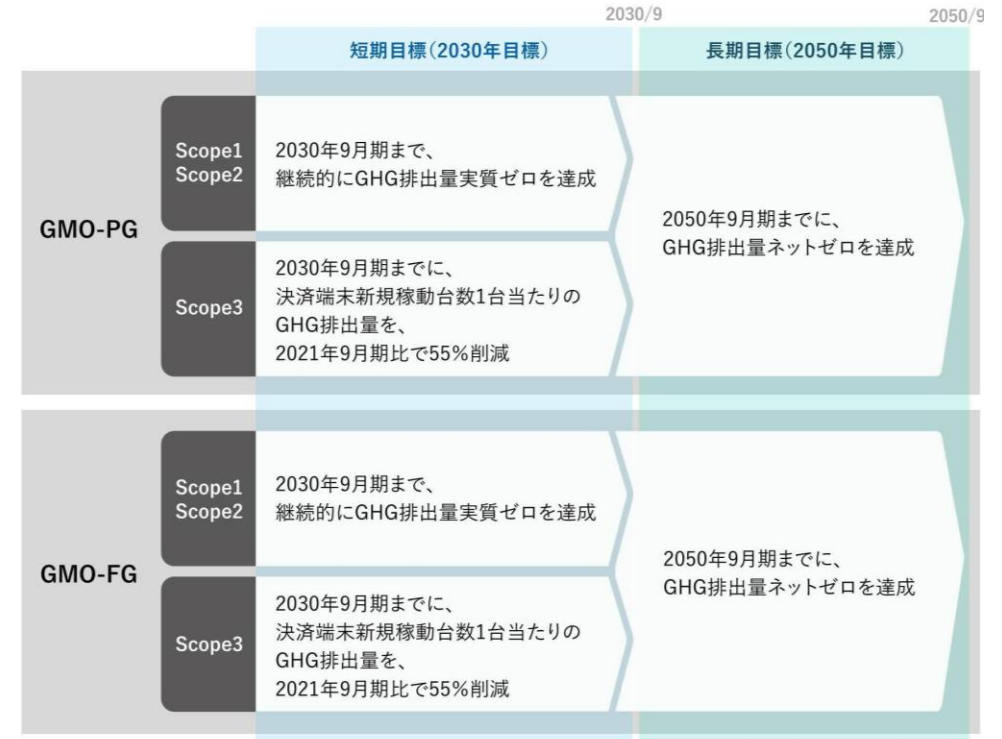 2030/9
2050/9
短期目標（2030年目標）
長期目標（2050年目標）
GMO-PG
Scope1
Scope2
2030年9月期まで、
継続的にGHG排出量実質ゼロを達成
Scope3
2030年9月期までに、
決済端末新規稼動台数1台当たりの
GHG排出量を、
2021年9月期比で55%削減
2050年9月期までに、
GHG排出量ネットゼロを達成
GMO-FG
Scope1
Scope2
2030年9月期まで、
継続的にGHG排出量実質ゼロを達成
Scope3
2030年9月期までに、
決済端末新規稼動台数1台当たりの
GHG排出量を、
2021年9月期比で55%削減
2050年9月期までに、
GHG排出量ネットゼロを達成